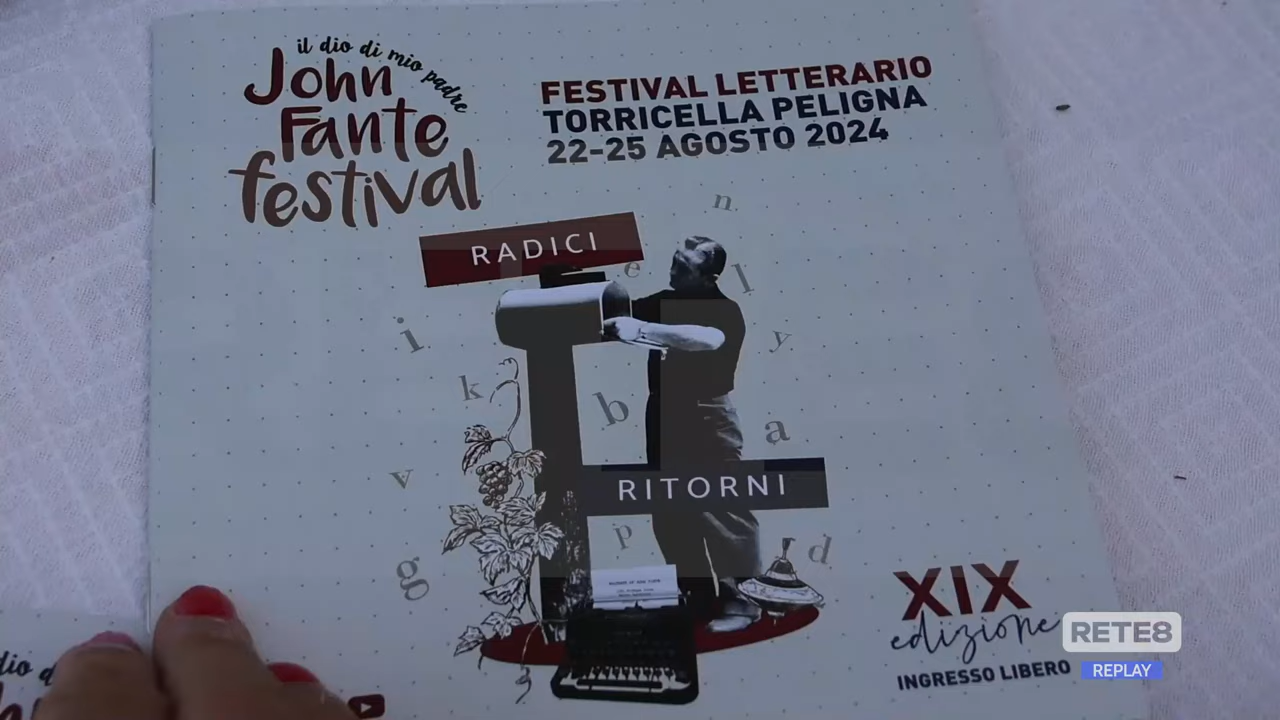 il dio di mio padre
John
Fante
festival
FESTIVAL LETTERARIO
TORRICELLA PELIGNA
22-25 AGOSTO 2024
RADICI
n
e
l
i
y
k
b
a
v
RITORNI
p
d
g
XIX
edizione
INGRESSO LIBERO
RETE8
REPLAY
dio d